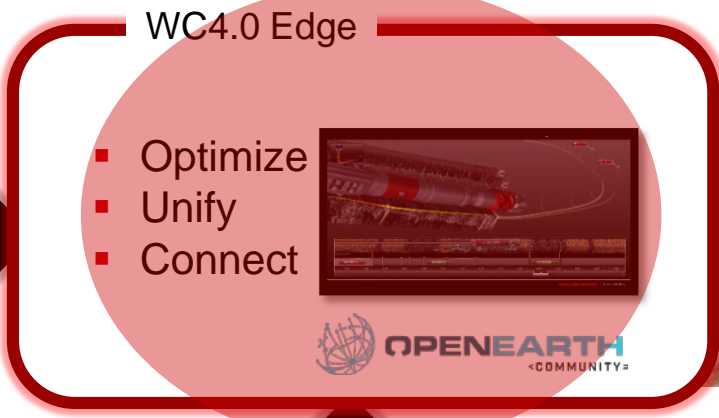 WC4.0 Edge
Optimize
Unify
Connect
OPENEARTH
<COMMUNITY=